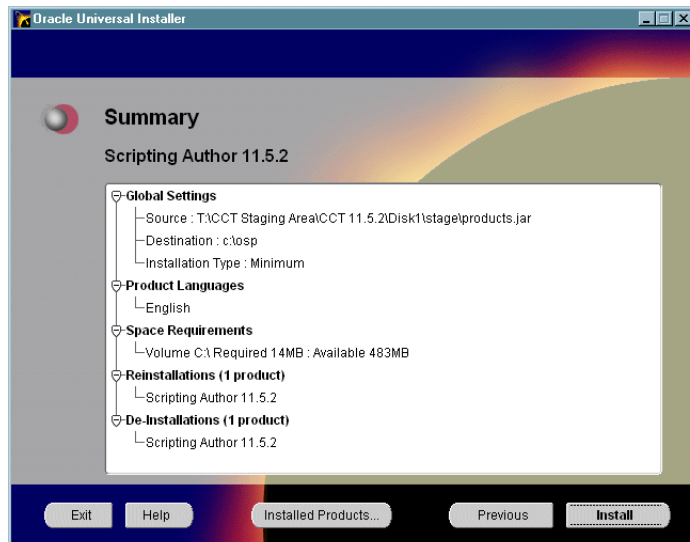 Oracle Universal Installer
Summary
Scripting Author 11.5.2
Global Settings
Source : T:\CCT Staging Area\CCT 11.5.2\Disk1\stage\products.jar
Destination : c:\osp
Installation Type : Minimum
Product Languages
English
Space Requirements
Volume C:\ Required 14MB : Available 483MB
Reinstallations (1 product)
Scripting Author 11.5.2
De-Installations (1 product)
Scripting Author 11.5.2
Exit Help Installed Products... Previous Install